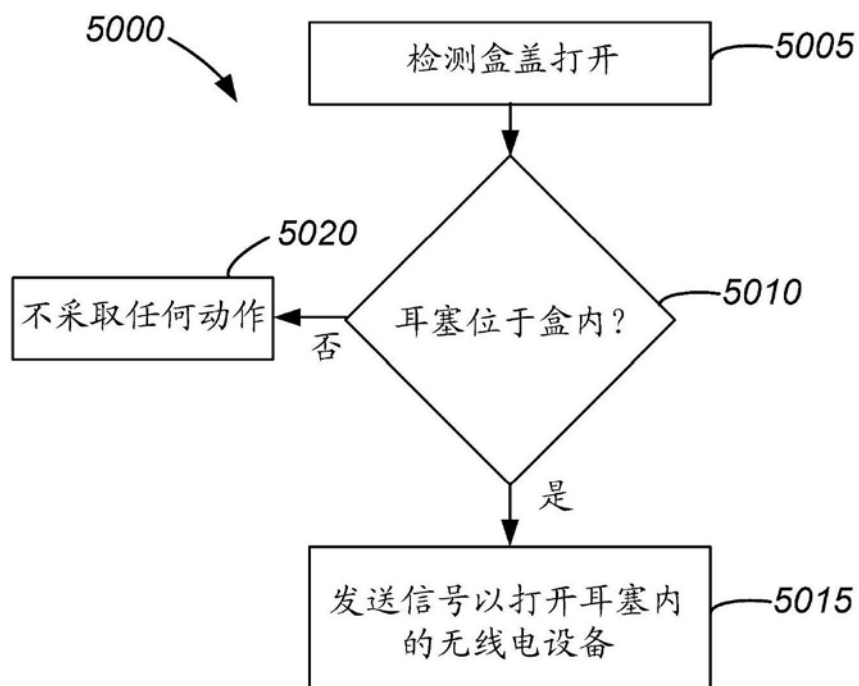 5000
检测盒盖打开
5005
5020
不采取任何动作
否
耳塞位于盒内？
5010
是
发送信号以打开耳塞内
的无线电设备
5015